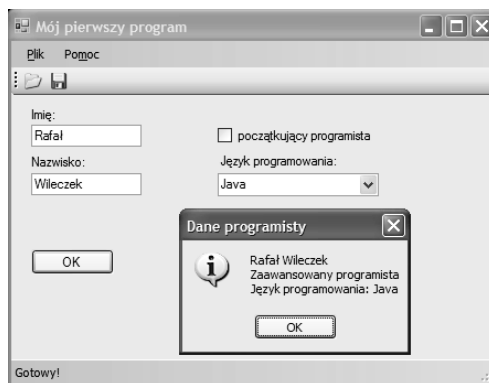 Mój pierwszy program
Plik Pomoc
Imię:
Rafał
początkujący programista
Nazwisko:
Język programowania:
Wileczek
Java
OK
Dane programisty
Rafał Wileczek
Zaawansowany programista
Język programowania: Java
OK
Gotowy!